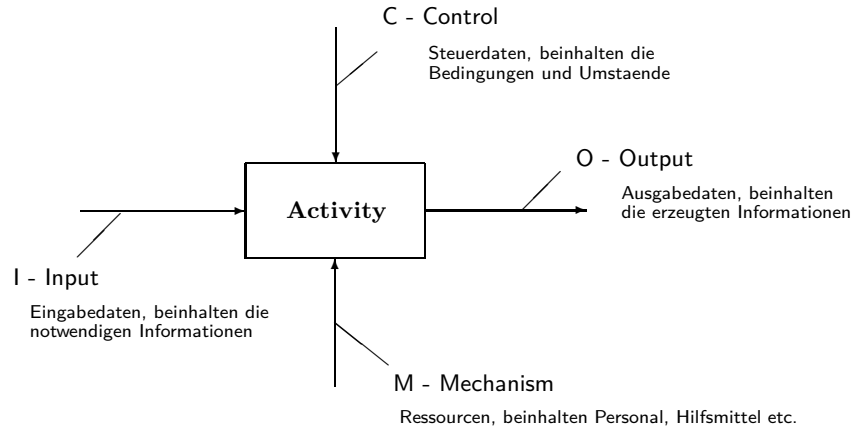 C - Control
Steuerdaten, beinhalten die
Bedingungen und Umstaende
O - Output
Ausgabedaten, beinhalten
die erzeugten Informationen
Activity
I - Input
Eingabedaten, beinhalten die
notwendigen Informationen
M - Mechanism
Ressourcen, beinhalten Personal, Hilfsmittel etc.